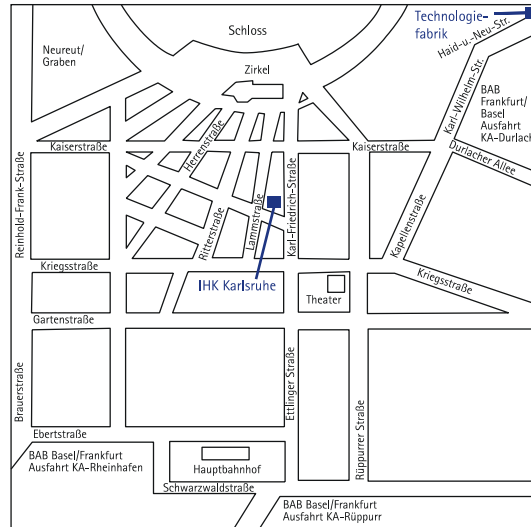 Technologie-
fabrik
Haid-u.-Neu-Str.
Schloss
Neureut/
Graben
Zirkel
Karl-Wilhelm-Str.
BAB
Frankfurt/
Basel
Ausfahrt
KA-Durlach
Herrenstraße
Kaiserstraße
Kaiserstraße
Durlacher Allee
Reinhold-Frank-Straße
Ritterstraße
Lammstraße
Karl-Friedrich-Straße
Kapellenstraße
Kriegsstraße
IHK Karlsruhe
Theater
Kriegsstraße
Gartenstraße
Brauerstraße
Ettlinger Straße
Rüppurrer Straße
Ebertstraße
BAB Basel/Frankfurt
Ausfahrt KA-Rheinhafen
Hauptbahnhof
Schwarzwaldstraße
BAB Basel/Frankfurt
Ausfahrt KA-Rüppurr